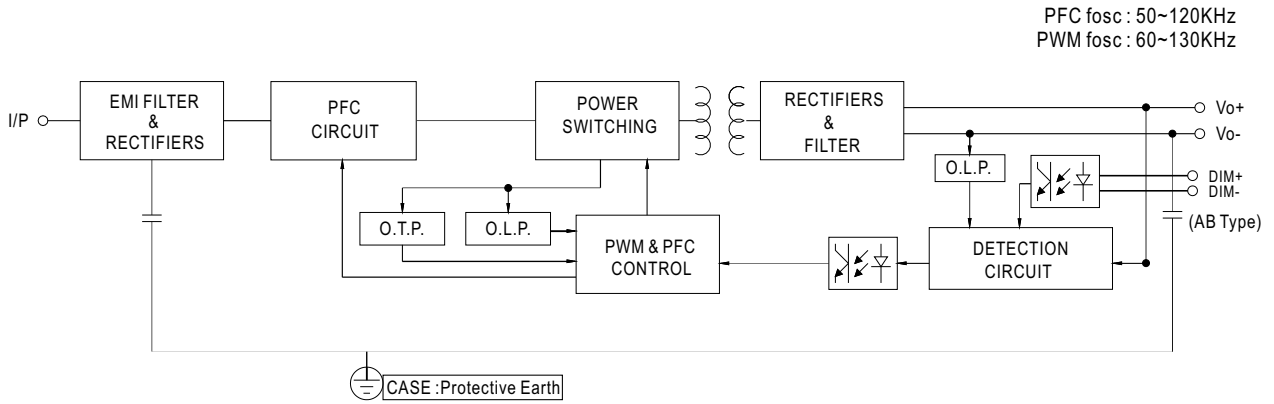 PFC fosc : 50~120KHz
PWM fosc : 60~130KHz
I/P
EMI FILTER
&
RECTIFIERS
PFC
CIRCUIT
POWER
SWITCHING
RECTIFIERS
&
FILTER
Vo+
Vo-
O.L.P.
DIM+
DIM-
(AB Type)
O.T.P.
O.L.P.
PWM & PFC
CONTROL
DETECTION
CIRCUIT
CASE :Protective Earth